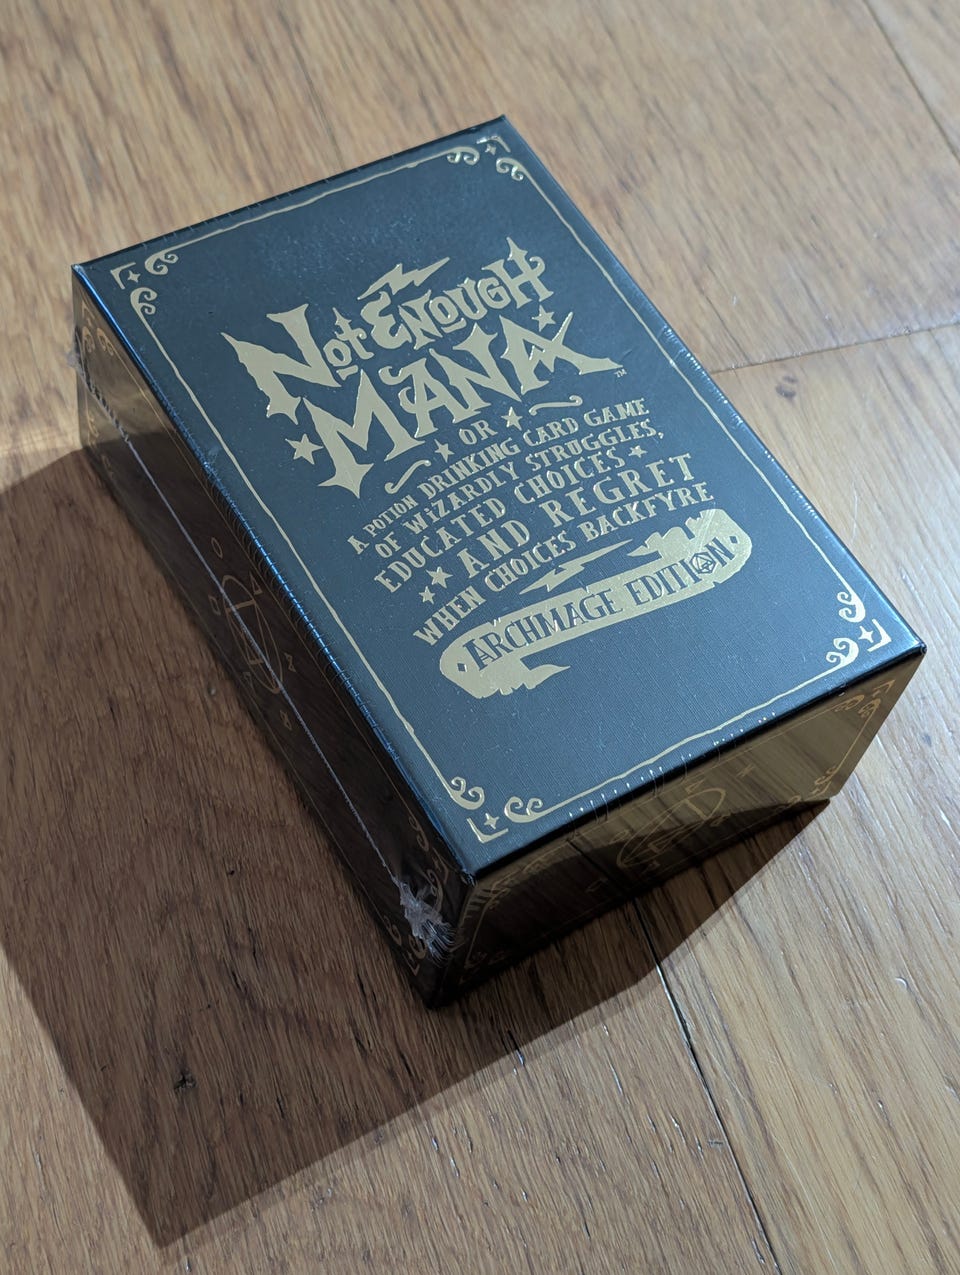 Not Enough
MANA™
OR
A POTION DRINKING CARD GAME
OF WIZARDLY STRUGGLES,
EDUCATED CHOICES
AND REGRET
WHEN CHOICES BACKFYRE
ARCHMAGE EDITION